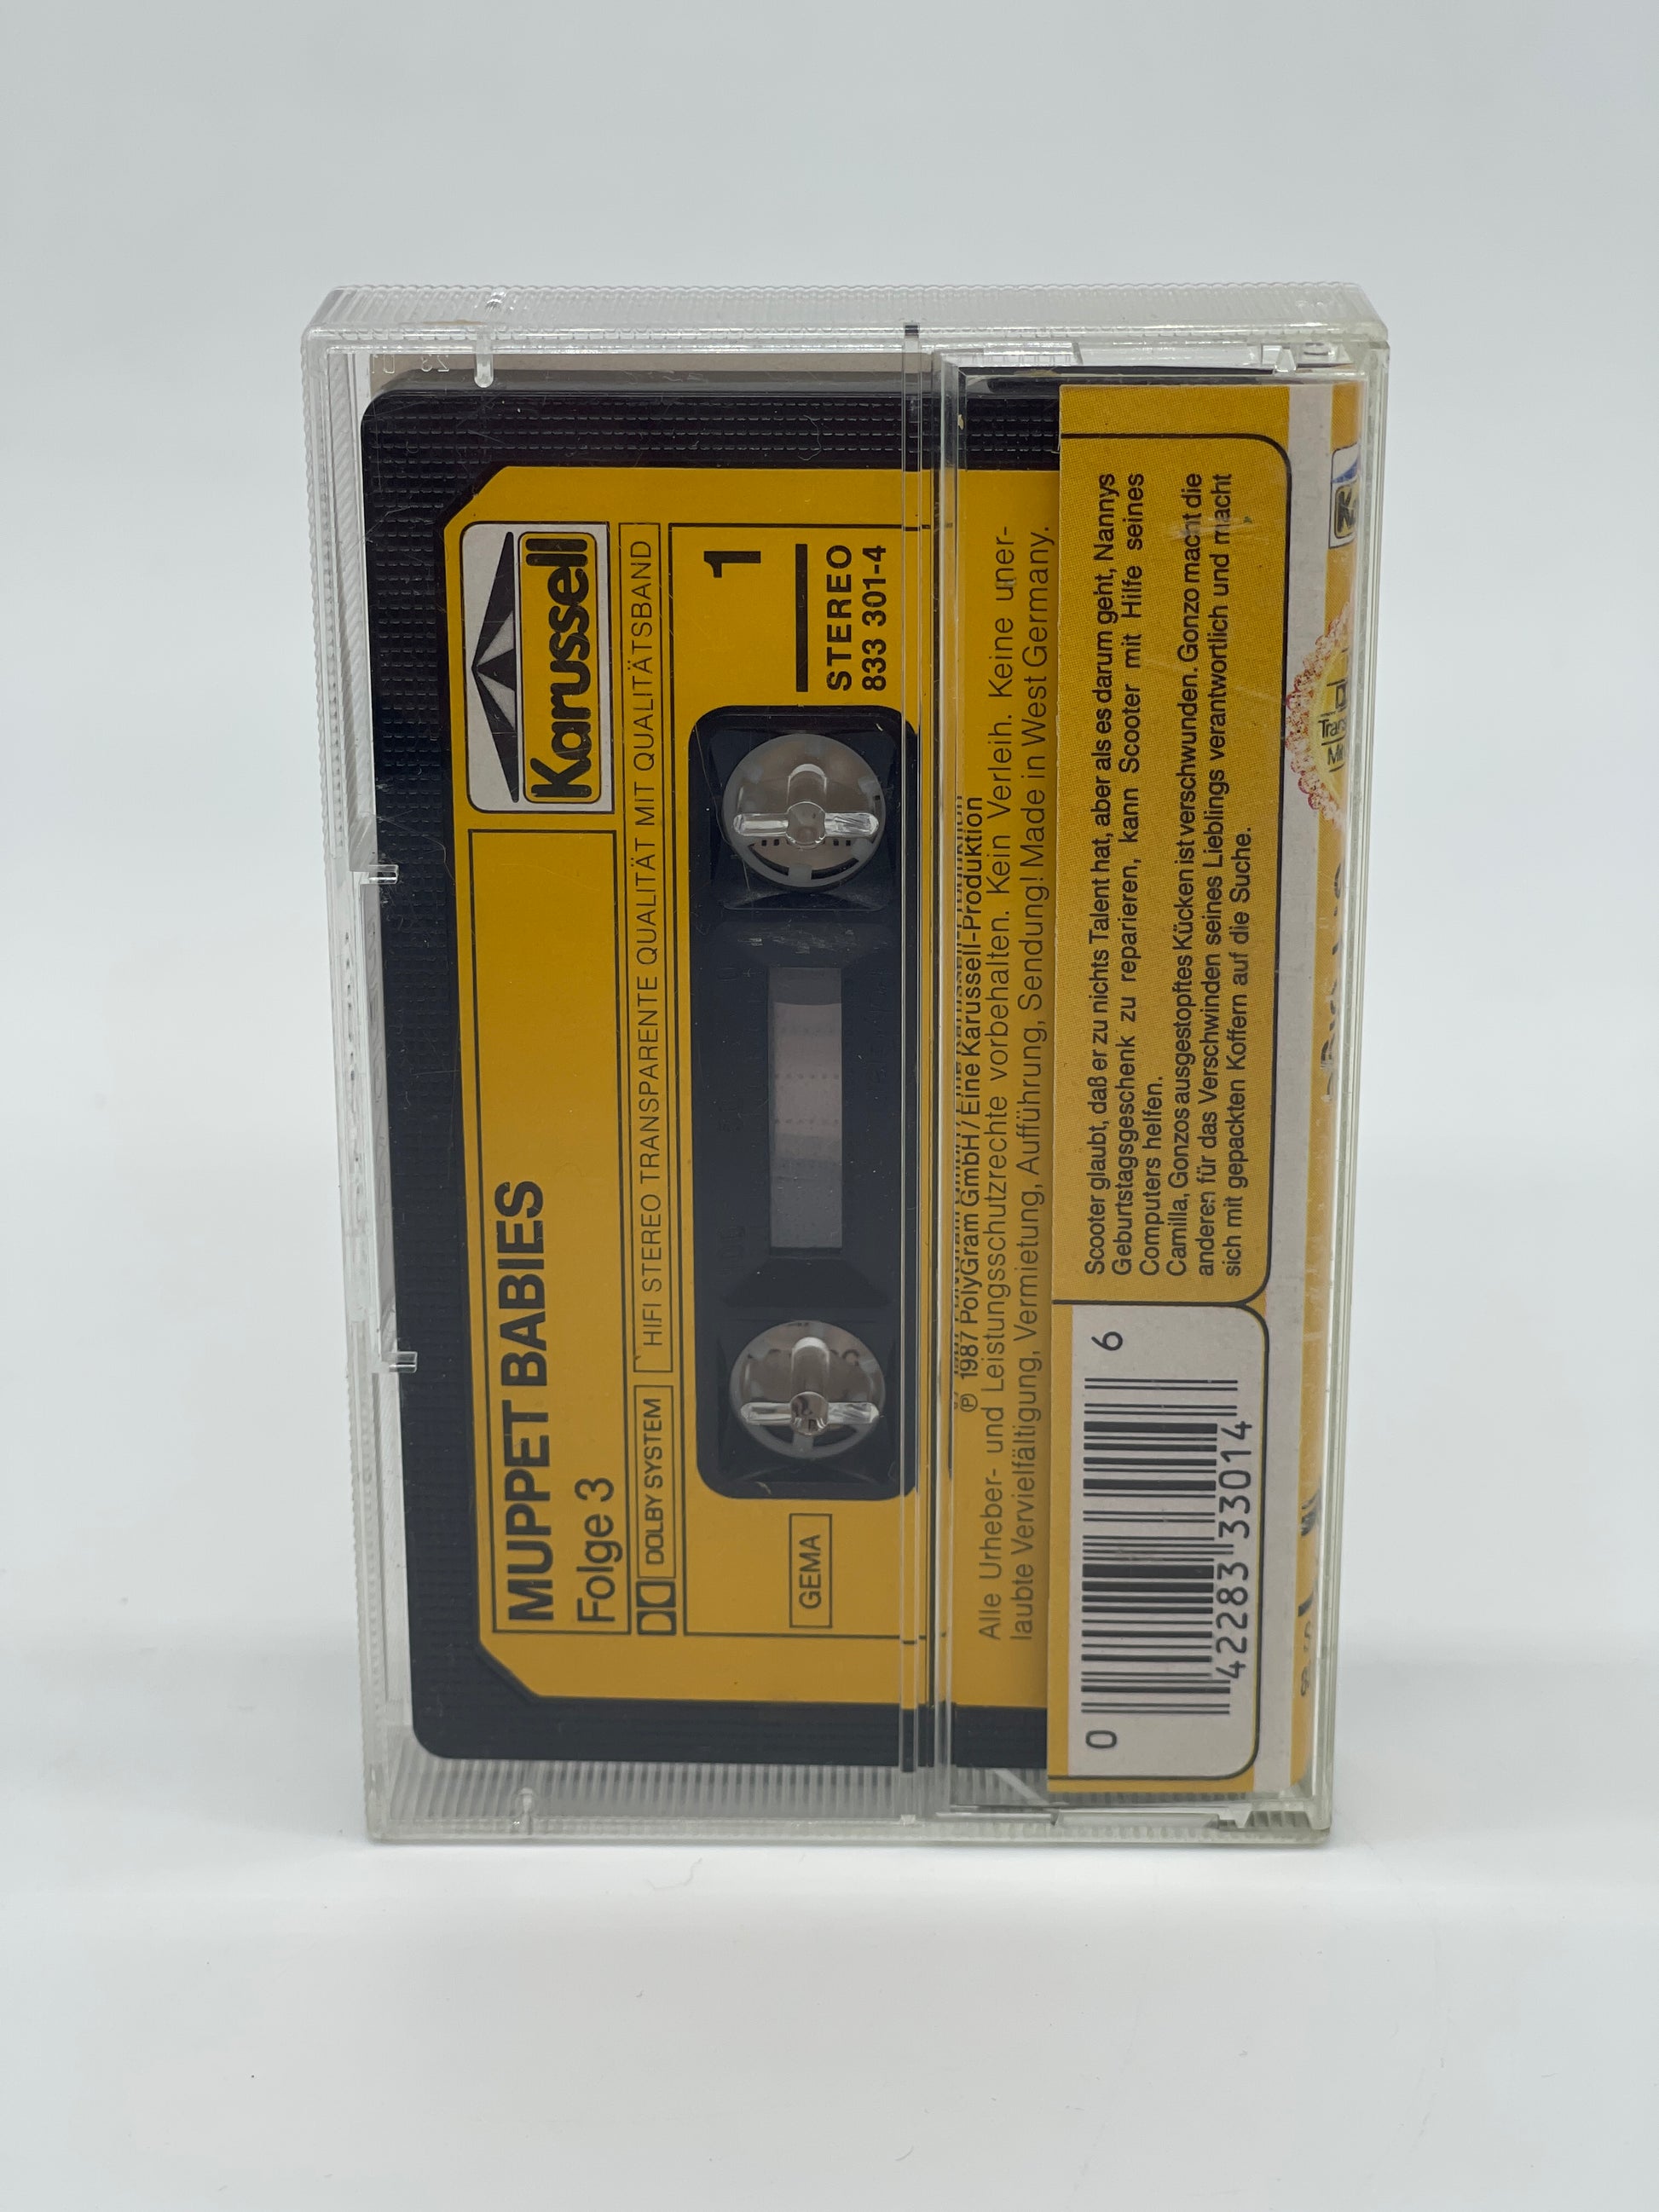 Karussell
MUPPET BABIES
Folge 3
DOLBY SYSTEM
HIFI STEREO TRANSPARENTE QUALITÄT MIT QUALITÄTSBAND
1
STEREO
833 301-4
GEMA
Ⓟ 1987 PolyGram GmbH / Eine Karussell-Produktion
Alle Urheber- und Leistungsschutzrechte vorbehalten. Kein Verleih. Keine uner-
laubte Vervielfältigung, Vermietung, Aufführung, Sendung! Made in West Germany.
Scooter glaubt, daß er zu nichts Talent hat, aber als es darum geht, Nannys
Geburtstagsgeschenk zu reparieren, kann Scooter mit Hilfe seines
Computers helfen.
Camilla, Gonzos ausgestopftes Kücken ist verschwunden. Gonzo macht die
anderen für das Verschwinden seines Lieblings verantwortlich und macht
sich mit gepackten Koffern auf die Suche.
0 42283 33014 6